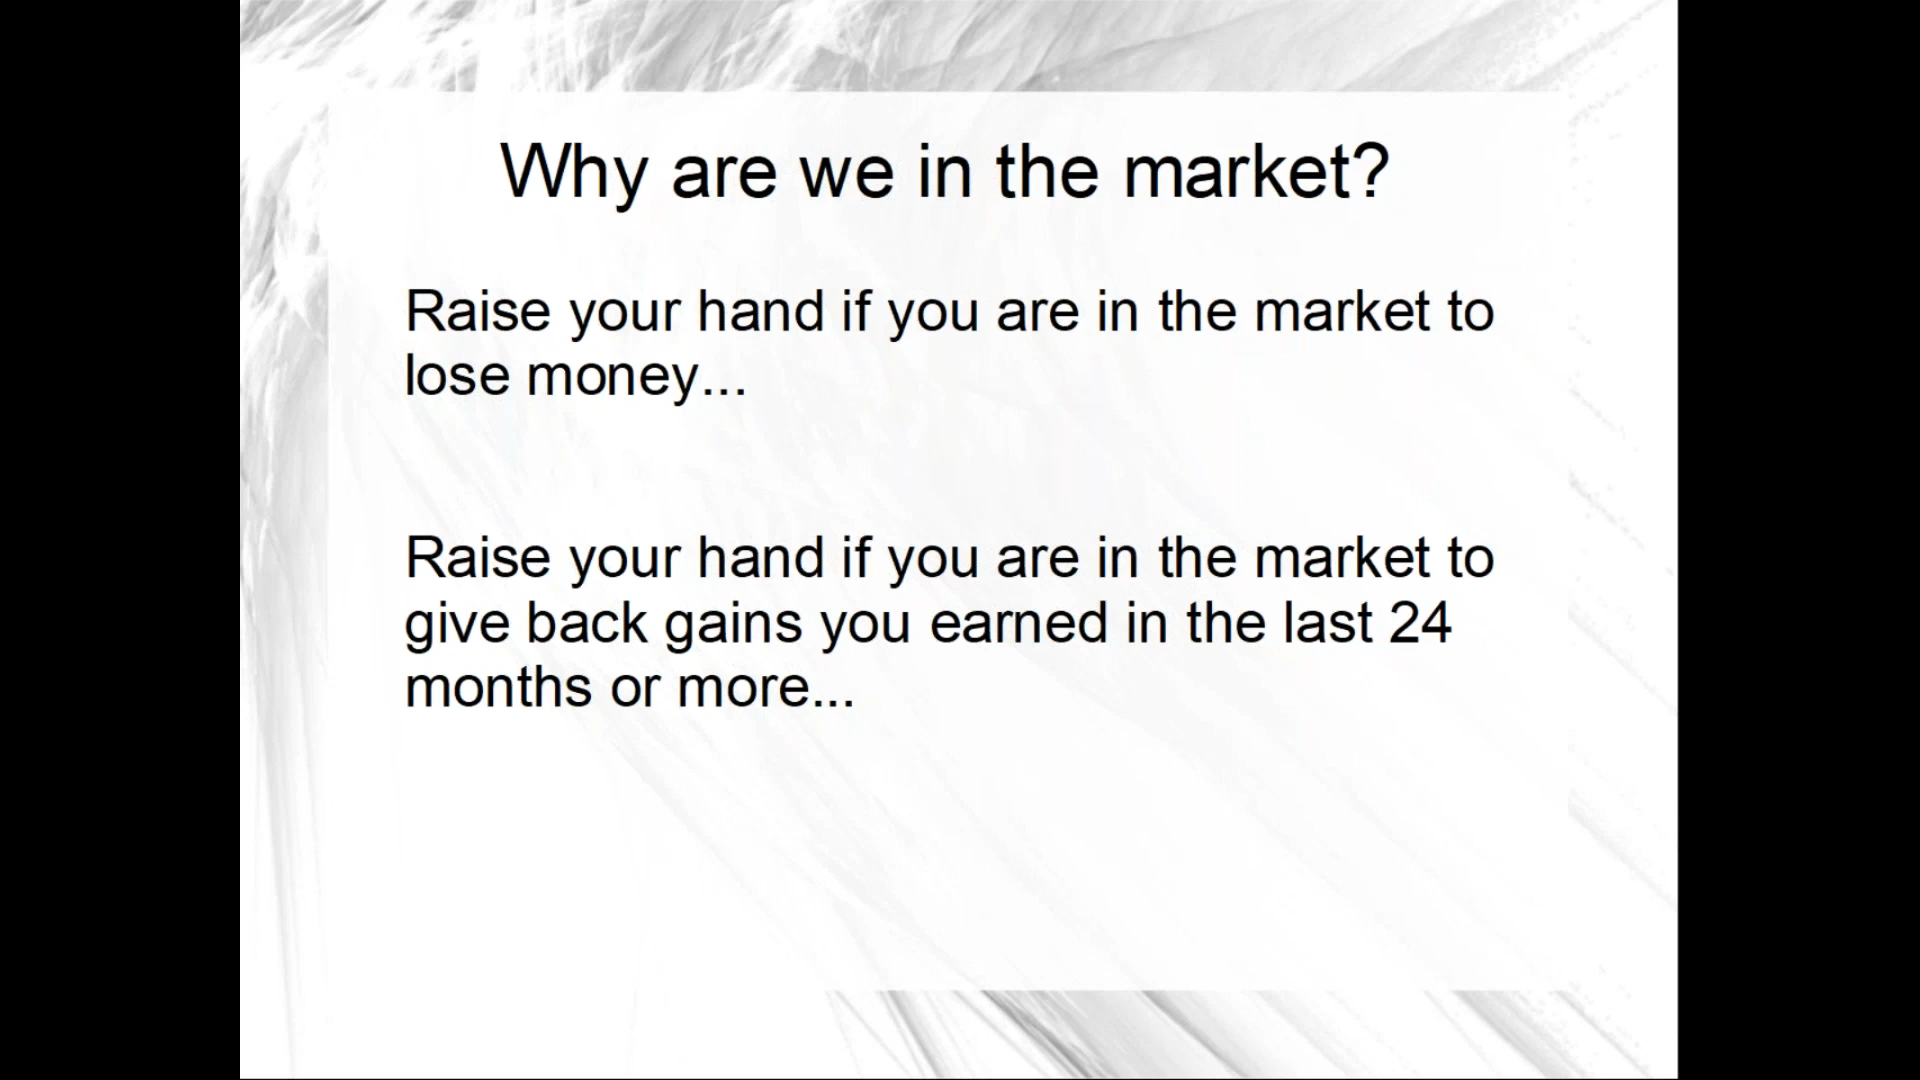 Why are we in the market?
Raise your hand if you are in the market to
lose money...
Raise your hand if you are in the market to
give back gains you earned in the last 24
months or more...